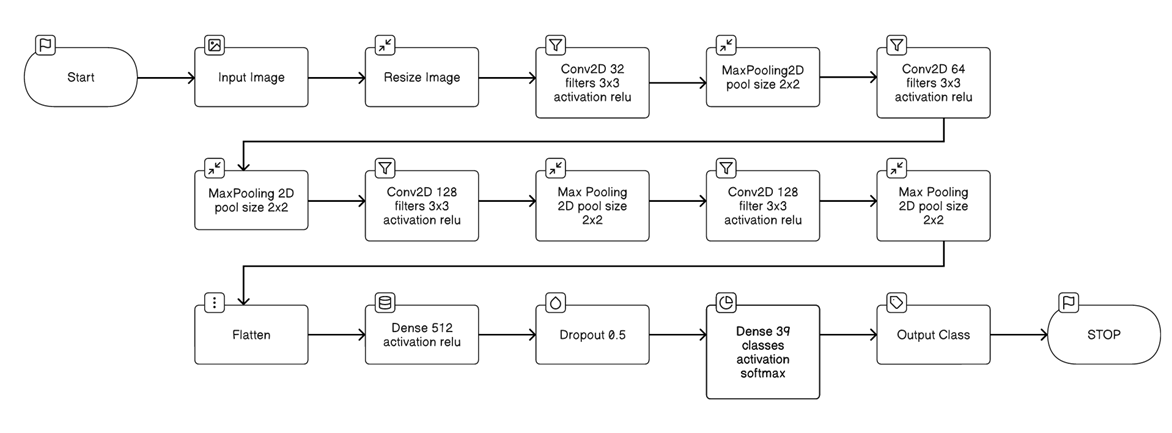 Start
Input Image
Resize Image
Conv2D 32
filters 3x3
activation relu
MaxPooling2D
pool size 2x2
Conv2D 64
filters 3x3
activation relu
MaxPooling 2D
pool size 2x2
Conv2D 128
filters 3x3
activation relu
Max Pooling
2D pool size
2x2
Conv2D 128
filter 3x3
activation relu
Max Pooling
2D pool size
2x2
Flatten
Dense 512
activation relu
Dropout 0.5
Dense 39
classes
activation
softmax
Output Class
STOP